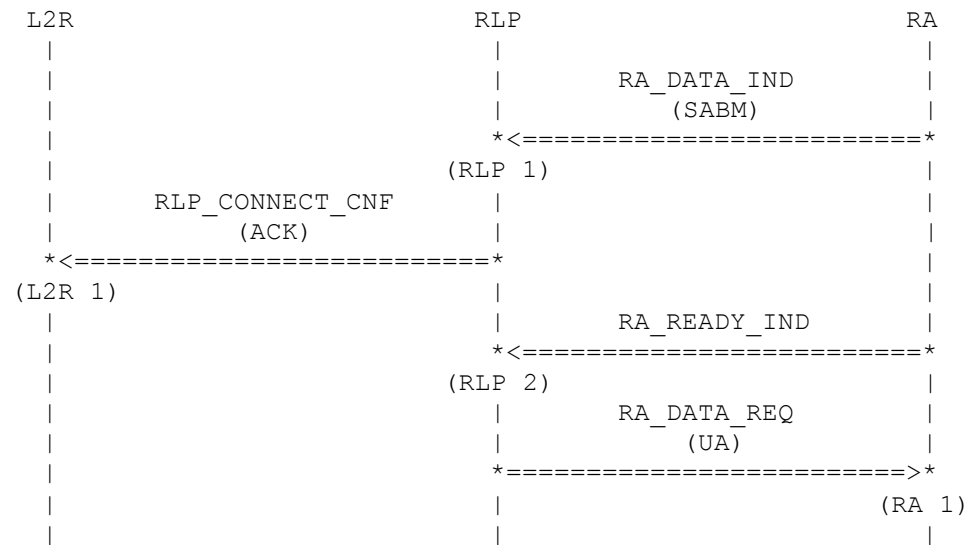 L2R RLP RA
RA_DATA_IND
(SABM)
(RLP 1)
RLP_CONNECT_CNF
(ACK)
(L2R 1)
RA_READY_IND
(RLP 2)
RA_DATA_REQ
(UA)
(RA 1)